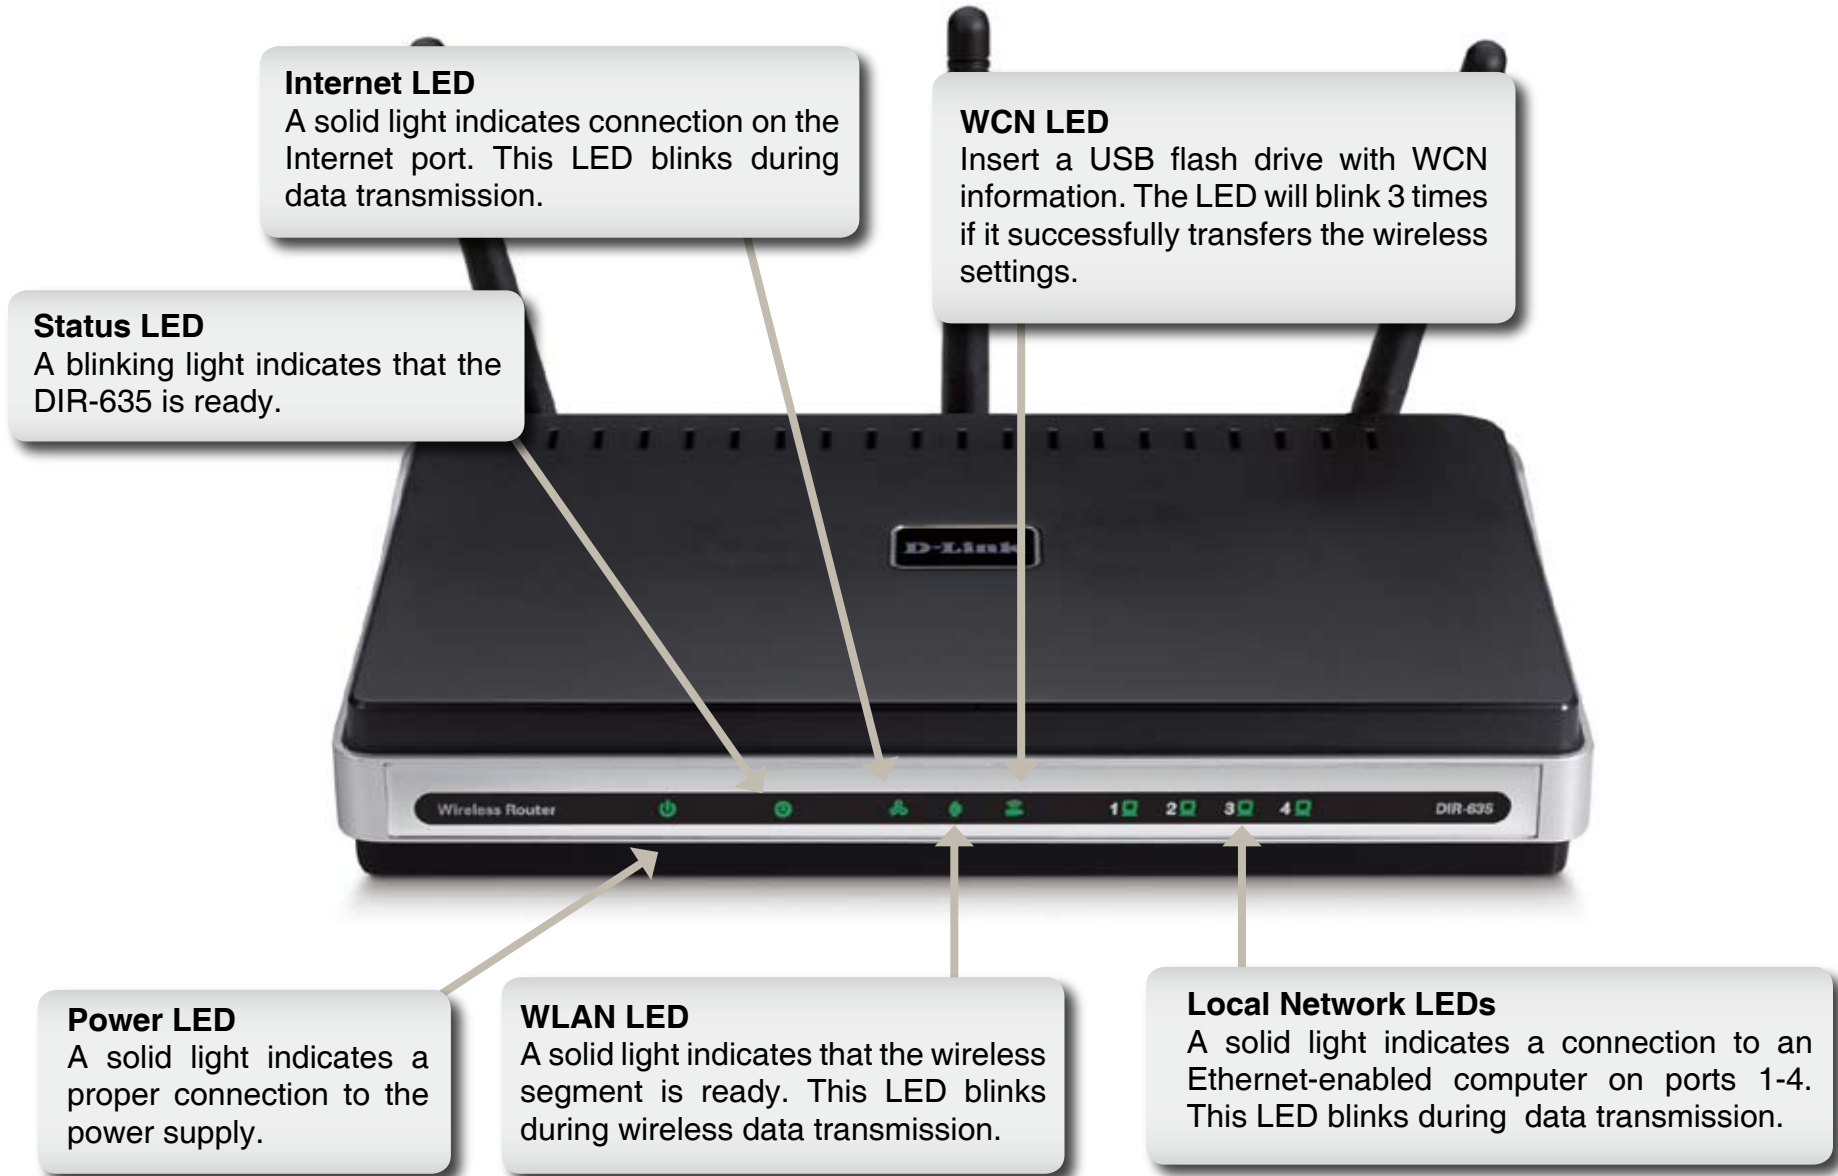 Internet LED
A solid light indicates connection on the
Internet port. This LED blinks during
data transmission.
WCN LED
Insert a USB flash drive with WCN
information. The LED will blink 3 times
if it successfully transfers the wireless
settings.
Status LED
A blinking light indicates that the
DIR-635 is ready.
D-Link
Wireless Router
1
2
3
4
DIR-635
Power LED
A solid light indicates a
proper connection to the
power supply.
WLAN LED
A solid light indicates that the wireless
segment is ready. This LED blinks
during wireless data transmission.
Local Network LEDs
A solid light indicates a connection to an
Ethernet-enabled computer on ports 1-4.
This LED blinks during  data transmission.